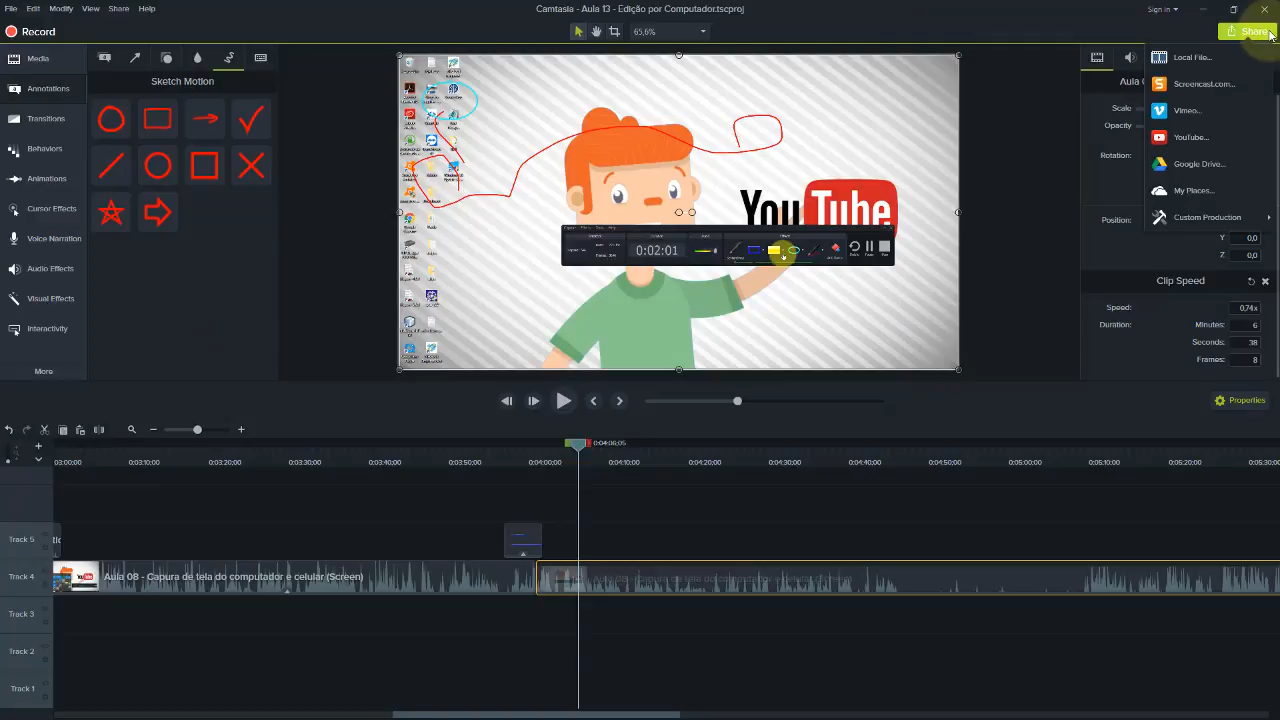 File Edit Modify View Share Help
Camtasia - Aula 13 - Edição por Computador.tscproj
Sign in
Record
65,6%
Share
Media
Annotations
Transitions
Behaviors
Animations
Cursor Effects
Voice Narration
Audio Effects
Visual Effects
Interactivity
More
Sketch Motion
You Tube
0:02:01
Scale
Opacity
Rotation:
Position:
Y 0,0
Z 0,0
Local File...
Screencast.com...
Vimeo...
YouTube...
Google Drive...
My Places...
Custom Production
Clip Speed
Speed: 0,74x
Duration: Minutes: 6
Seconds: 38
Frames: 8
Properties
0:04:00;05
03:00;00 0:03:10;00 0:03:20;00 0:03:30;00 0:03:40;00 0:03:50;00 0:04:00;00 0:04:10;00 0:04:20;00 0:04:30;00 0:04:40;00 0:04:50;00 0:05:00;00 0:05:10;00 0:05:20;00 0:05:30;00
Track 5
Track 4
Aula 08 - Capura de tela do computador e celular (Screen)
Track 3
Track 2
Track 1